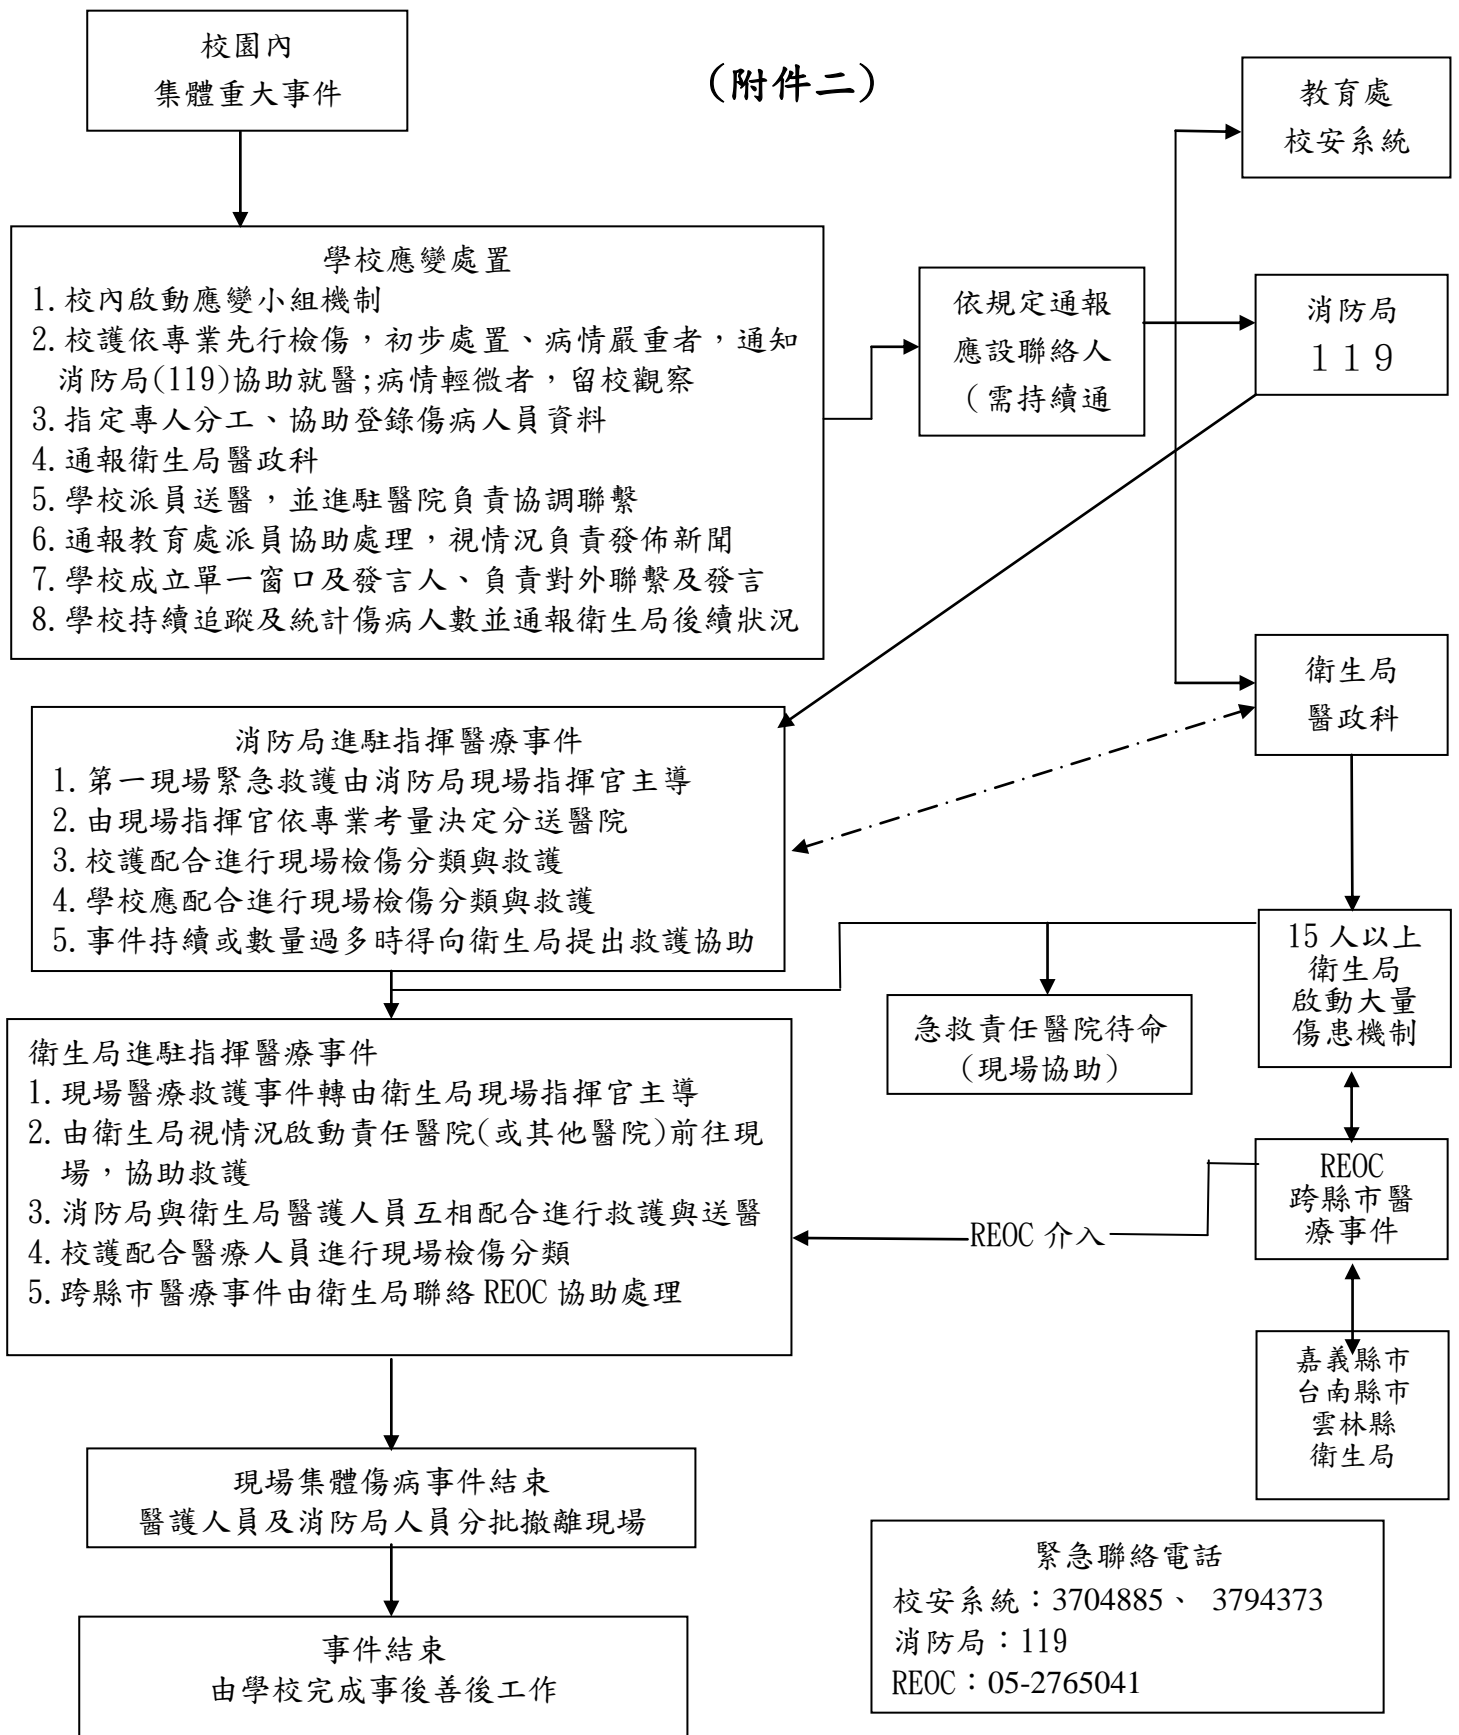 校園內
集體重大事件
(附件二)
教育處
校安系統
學校應變處置
1.校內啟動應變小組機制
2.校護依專業先行檢傷，初步處置、病情嚴重者，通知
消防局(119)協助就醫;病情輕微者，留校觀察
3.指定專人分工、協助登錄傷病人員資料
4.通報衛生局醫政科
5.學校派員送醫，並進駐醫院負責協調聯繫
6.通報教育處派員協助處理，視情況負責發佈新聞
7.學校成立單一窗口及發言人、負責對外聯繫及發言
8.學校持續追蹤及統計傷病人數並通報衛生局後續狀況
依規定通報
應設聯絡人
（需持續通
消防局
１１９
衛生局
醫政科
消防局進駐指揮醫療事件
1.第一現場緊急救護由消防局現場指揮官主導
2.由現場指揮官依專業考量決定分送醫院
3.校護配合進行現場檢傷分類與救護
4.學校應配合進行現場檢傷分類與救護
5.事件持續或數量過多時得向衛生局提出救護協助
15人以上
衛生局
啟動大量
傷患機制
急救責任醫院待命
（現場協助）
衛生局進駐指揮醫療事件
1.現場醫療救護事件轉由衛生局現場指揮官主導
2.由衛生局視情況啟動責任醫院(或其他醫院)前往現
場，協助救護
3.消防局與衛生局醫護人員互相配合進行救護與送醫
4.校護配合醫療人員進行現場檢傷分類
5.跨縣市醫療事件由衛生局聯絡REOC協助處理
REOC
跨縣市醫
療事件
REOC介入
嘉義縣市
台南縣市
雲林縣
衛生局
現場集體傷病事件結束
醫護人員及消防局人員分批撤離現場
緊急聯絡電話
校安系統：3704885、 3794373
消防局：119
REOC：05-2765041
事件結束
由學校完成事後善後工作